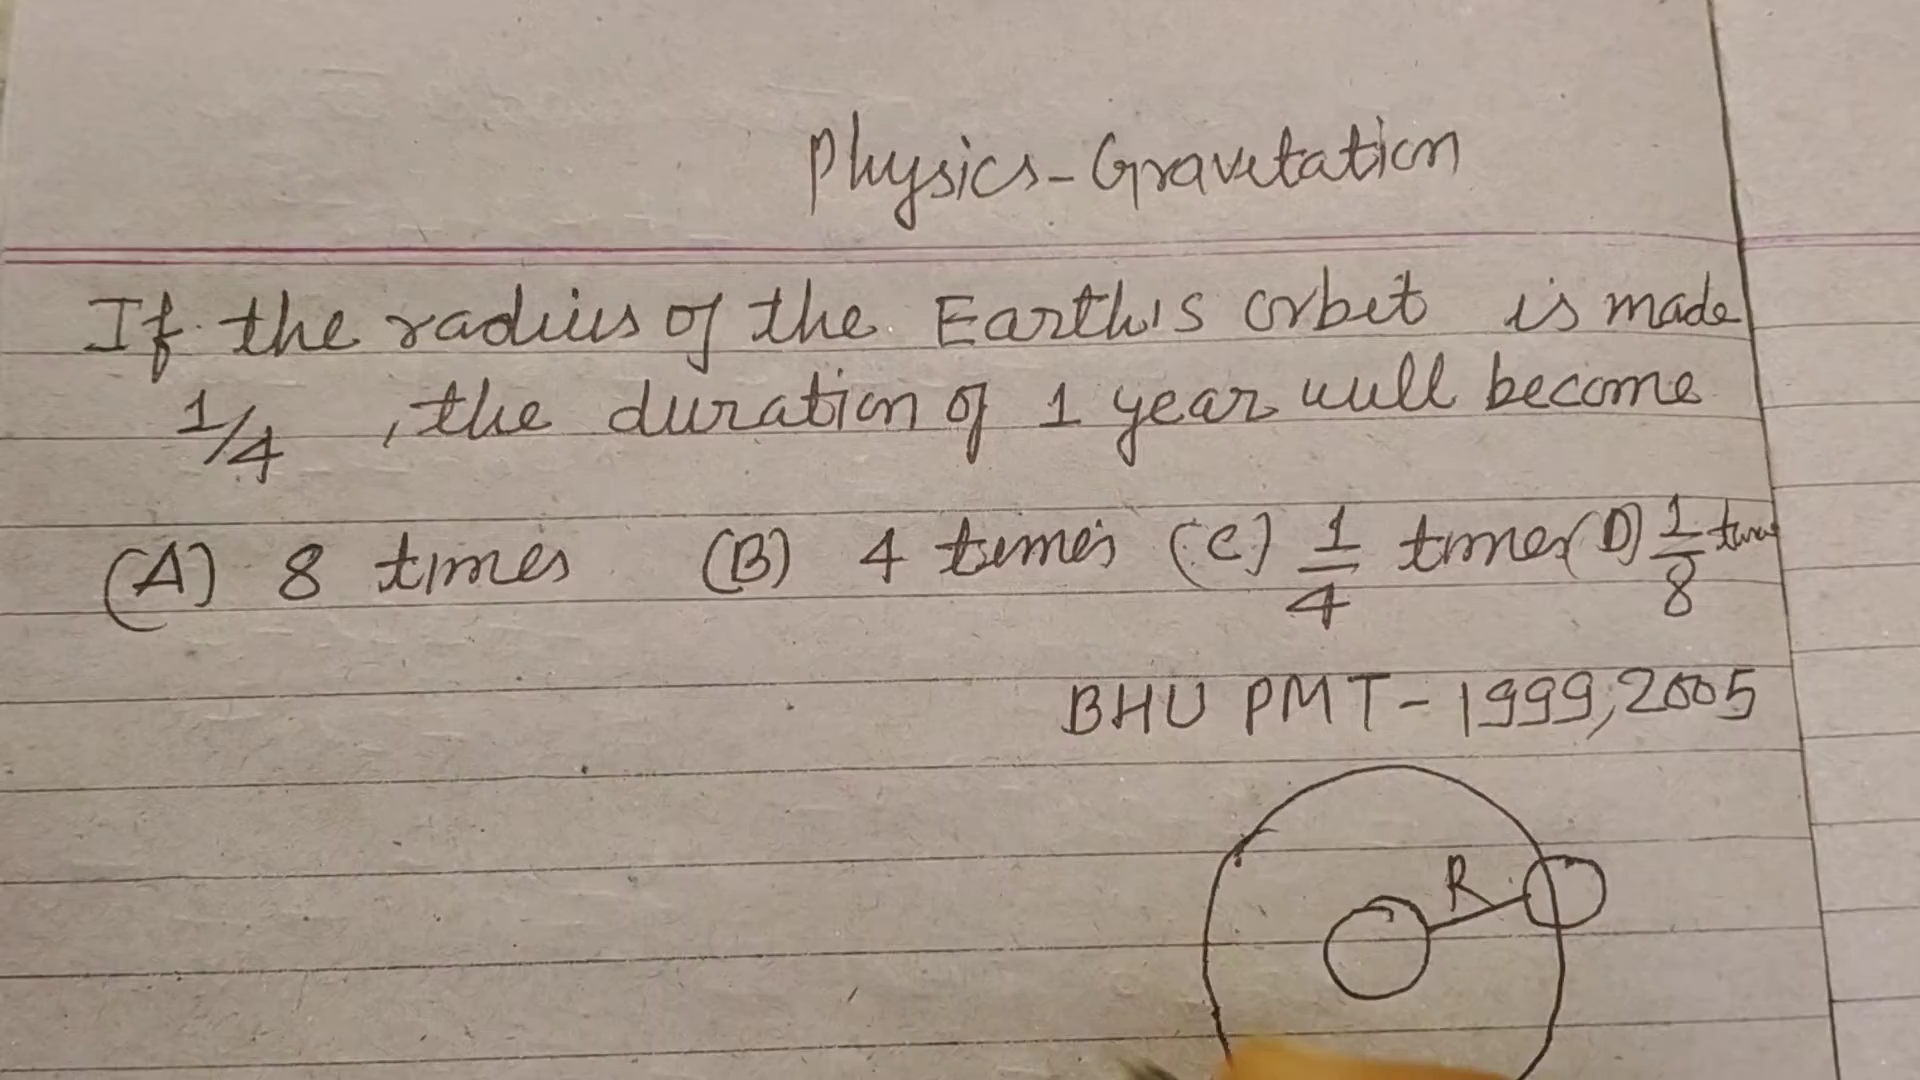 Physics-Gravitation
If the radius of the Earth's orbit is made
1/4 , the duration of 1 year will become
(A) 8 times (B) 4 times (C) 1/4 times (D) 1/8 times
BHU PMT-1999,2005
R